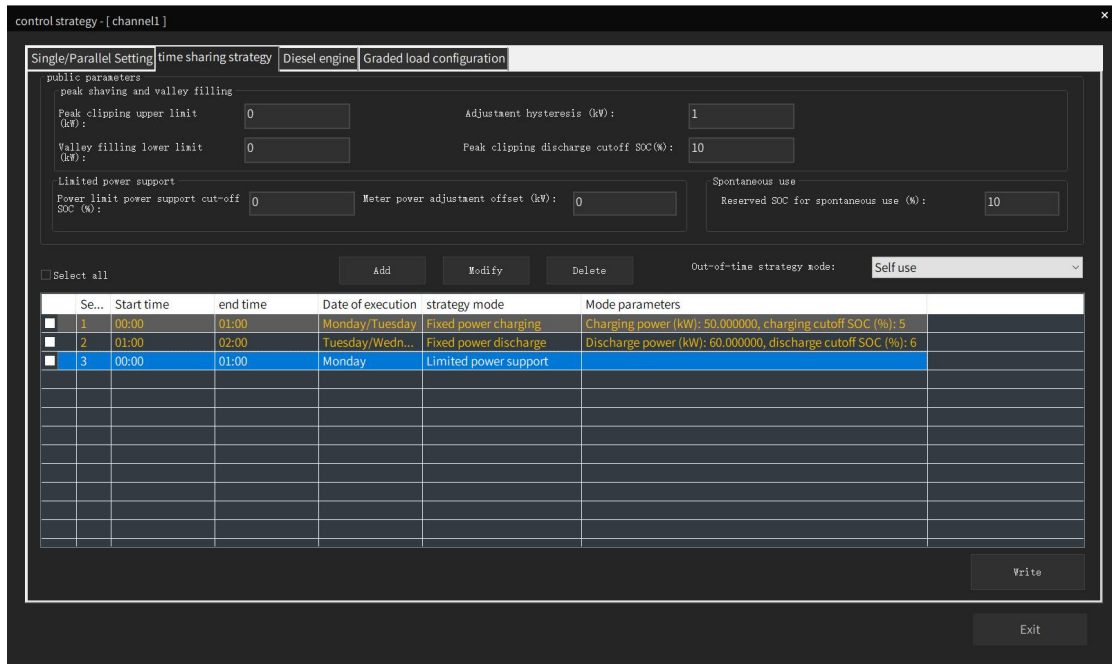 control strategy - [ channel1 ]
×
Single/Parallel Setting time sharing strategy Diesel engine Graded load configuration
public parameters
peak shaving and valley filling
Peak clipping upper limit (kW):
0
Adjustment hysteresis (kW):
1
Valley filling lower limit (kW):
0
Peak clipping discharge cutoff SOC(%):
10
Limited power support
Power limit power support cut-off SOC (%):
0
Meter power adjustment offset (kW):
0
Spontaneous use
Reserved SOC for spontaneous use (%):
10
Select all
Add
Modify
Delete
Out-of-time strategy mode:
Self use
Se... Start time end time Date of execution strategy mode Mode parameters
1 00:00 01:00 Monday/Tuesday Fixed power charging Charging power (kW): 50.000000, charging cutoff SOC (%): 5
2 01:00 02:00 Tuesday/Wedn... Fixed power discharge Discharge power (kW): 60.000000, discharge cutoff SOC (%): 6
3 00:00 01:00 Monday Limited power support
Write
Exit